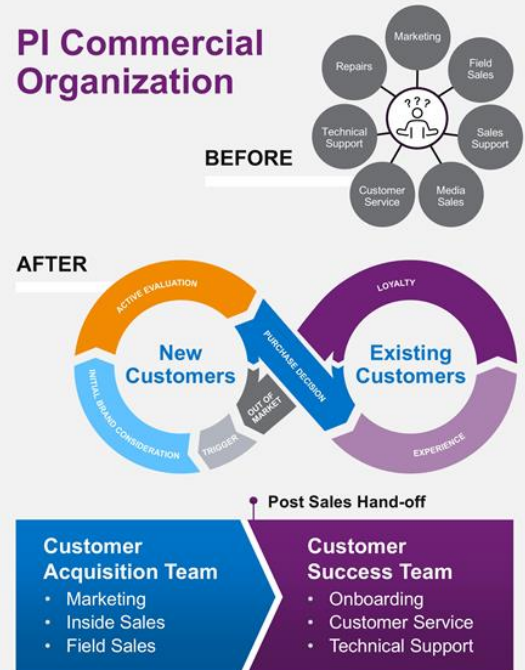 PI Commercial
Organization
Marketing
Repairs
Field
Sales
? ? ?
Technical
Support
Sales
Support
BEFORE
Customer
Service
Media
Sales
AFTER
ACTIVE EVALUATION
LOYALTY
PURCHASE DECISION
New
Customers
Existing
Customers
INITIAL BRAND CONSIDERATION
OUT OF
MARKET
TRIGGER
EXPERIENCE
Post Sales Hand-off
Customer
Acquisition Team
• Marketing
• Inside Sales
• Field Sales
Customer
Success Team
• Onboarding
• Customer Service
• Technical Support